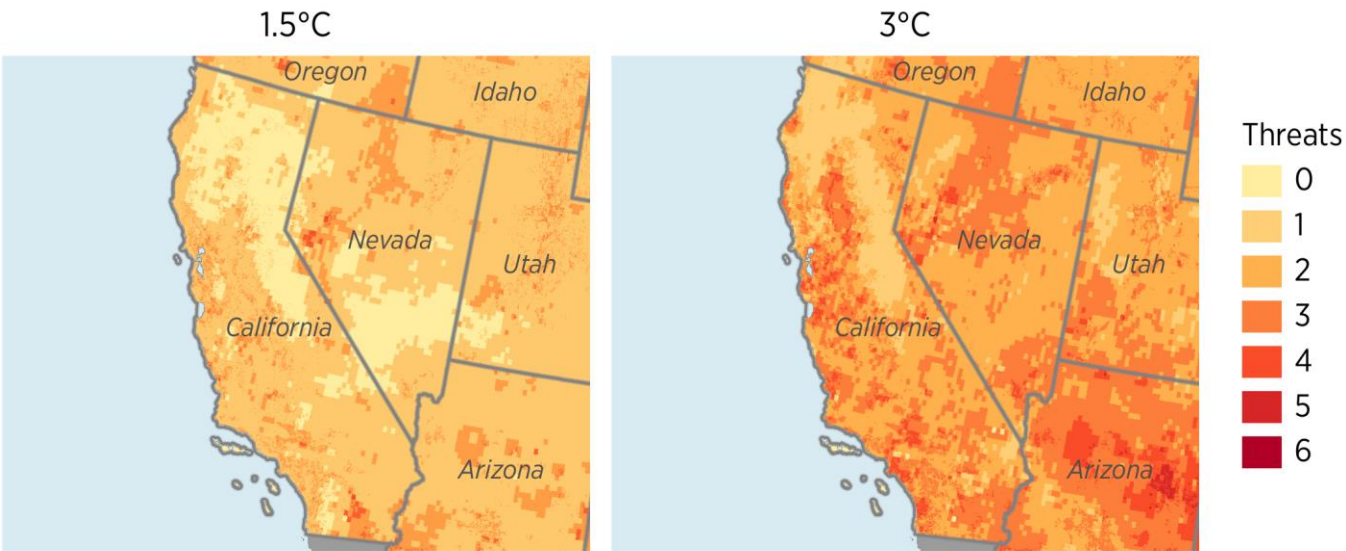 1.5°C
3°C
Oregon
Idaho
Nevada
Utah
California
Arizona
Oregon
Idaho
Nevada
Utah
California
Arizona
Threats
0
1
2
3
4
5
6